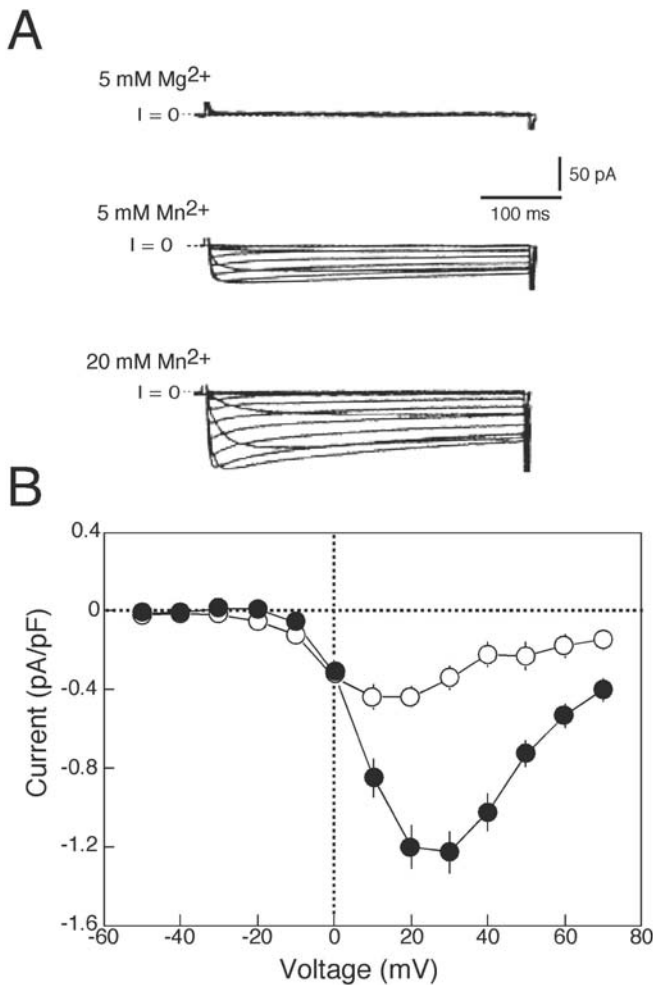 A
5 mM Mg2+
I = 0
50 pA
100 ms
5 mM Mn2+
I = 0
20 mM Mn2+
I = 0
B
0.4
0
-0.4
-0.8
-1.2
-1.6
Current (pA/pF)
-60 -40 -20 0 20 40 60 80
Voltage (mV)